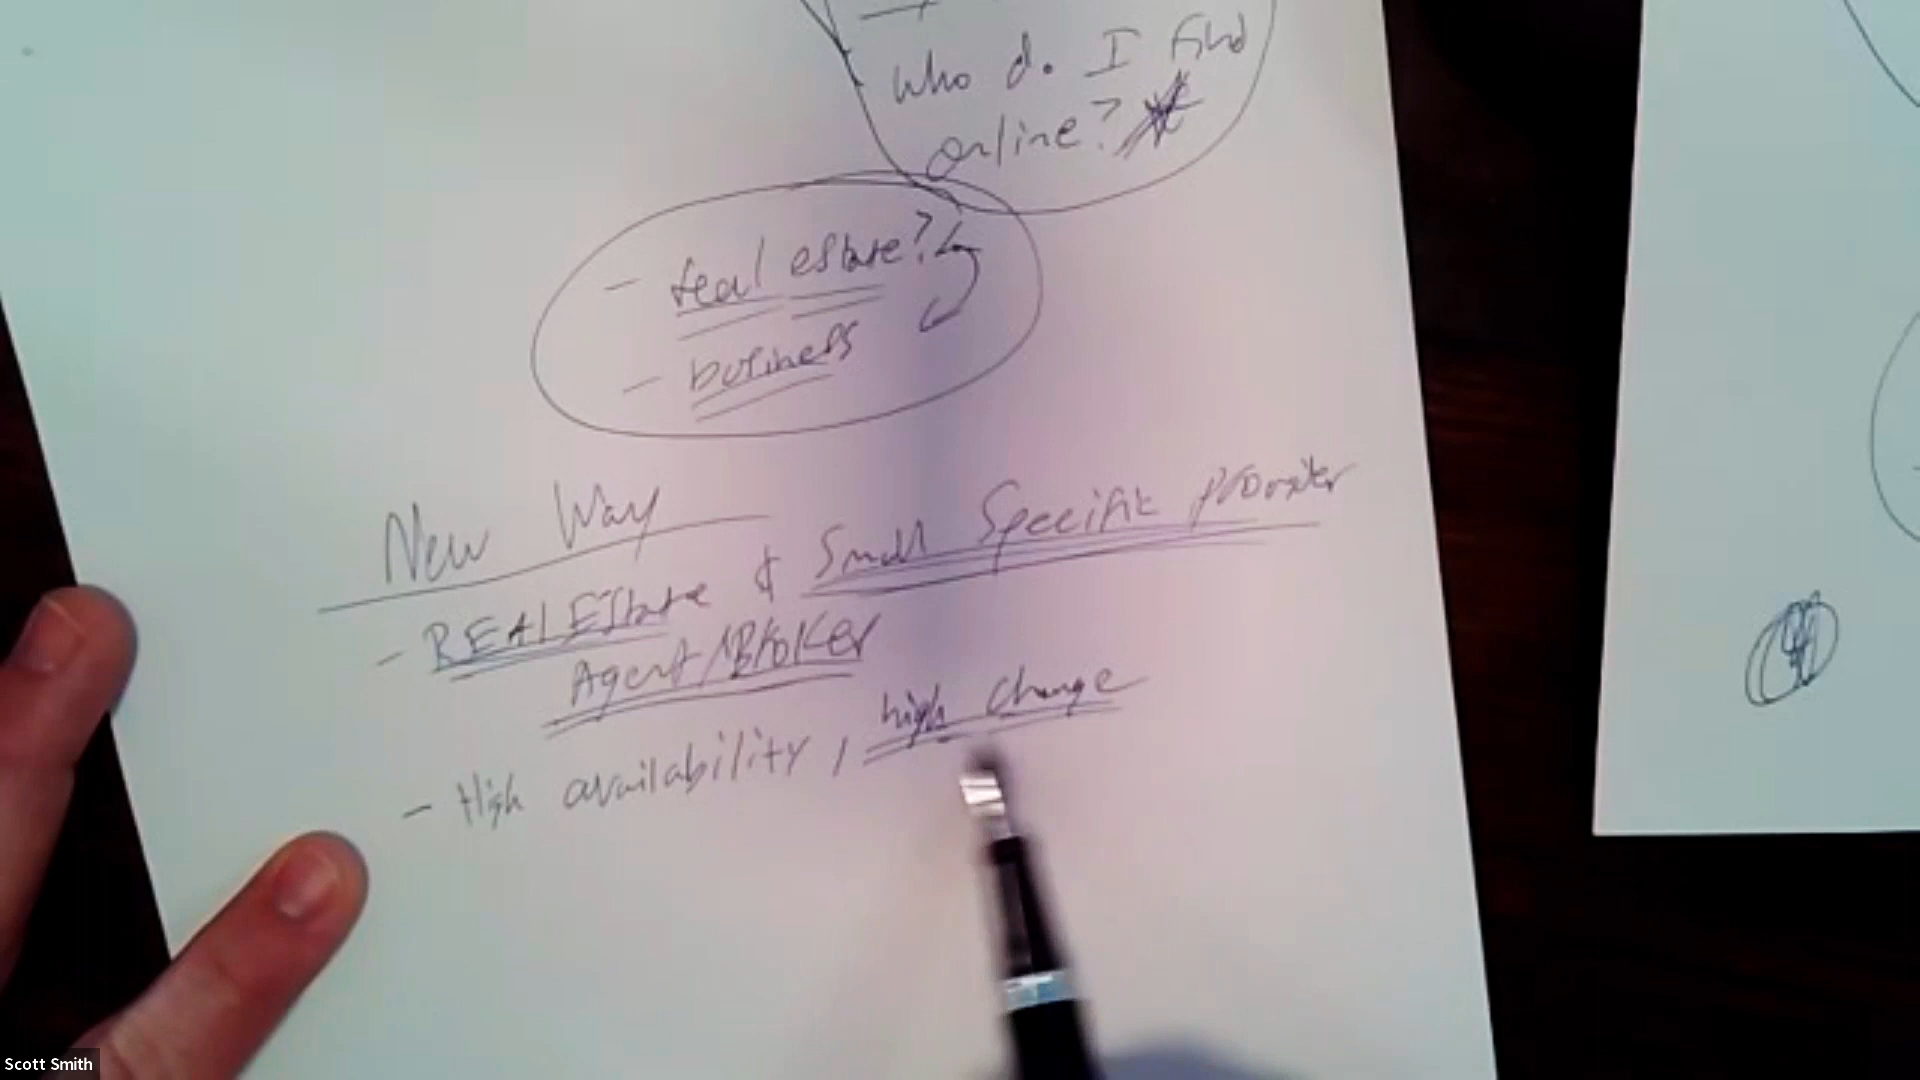 Who do I find
online?
- real estate?
- business
New Way
- REAL EState & Small Specific provider
Agent/Broker
- High availability, high change
Scott Smith